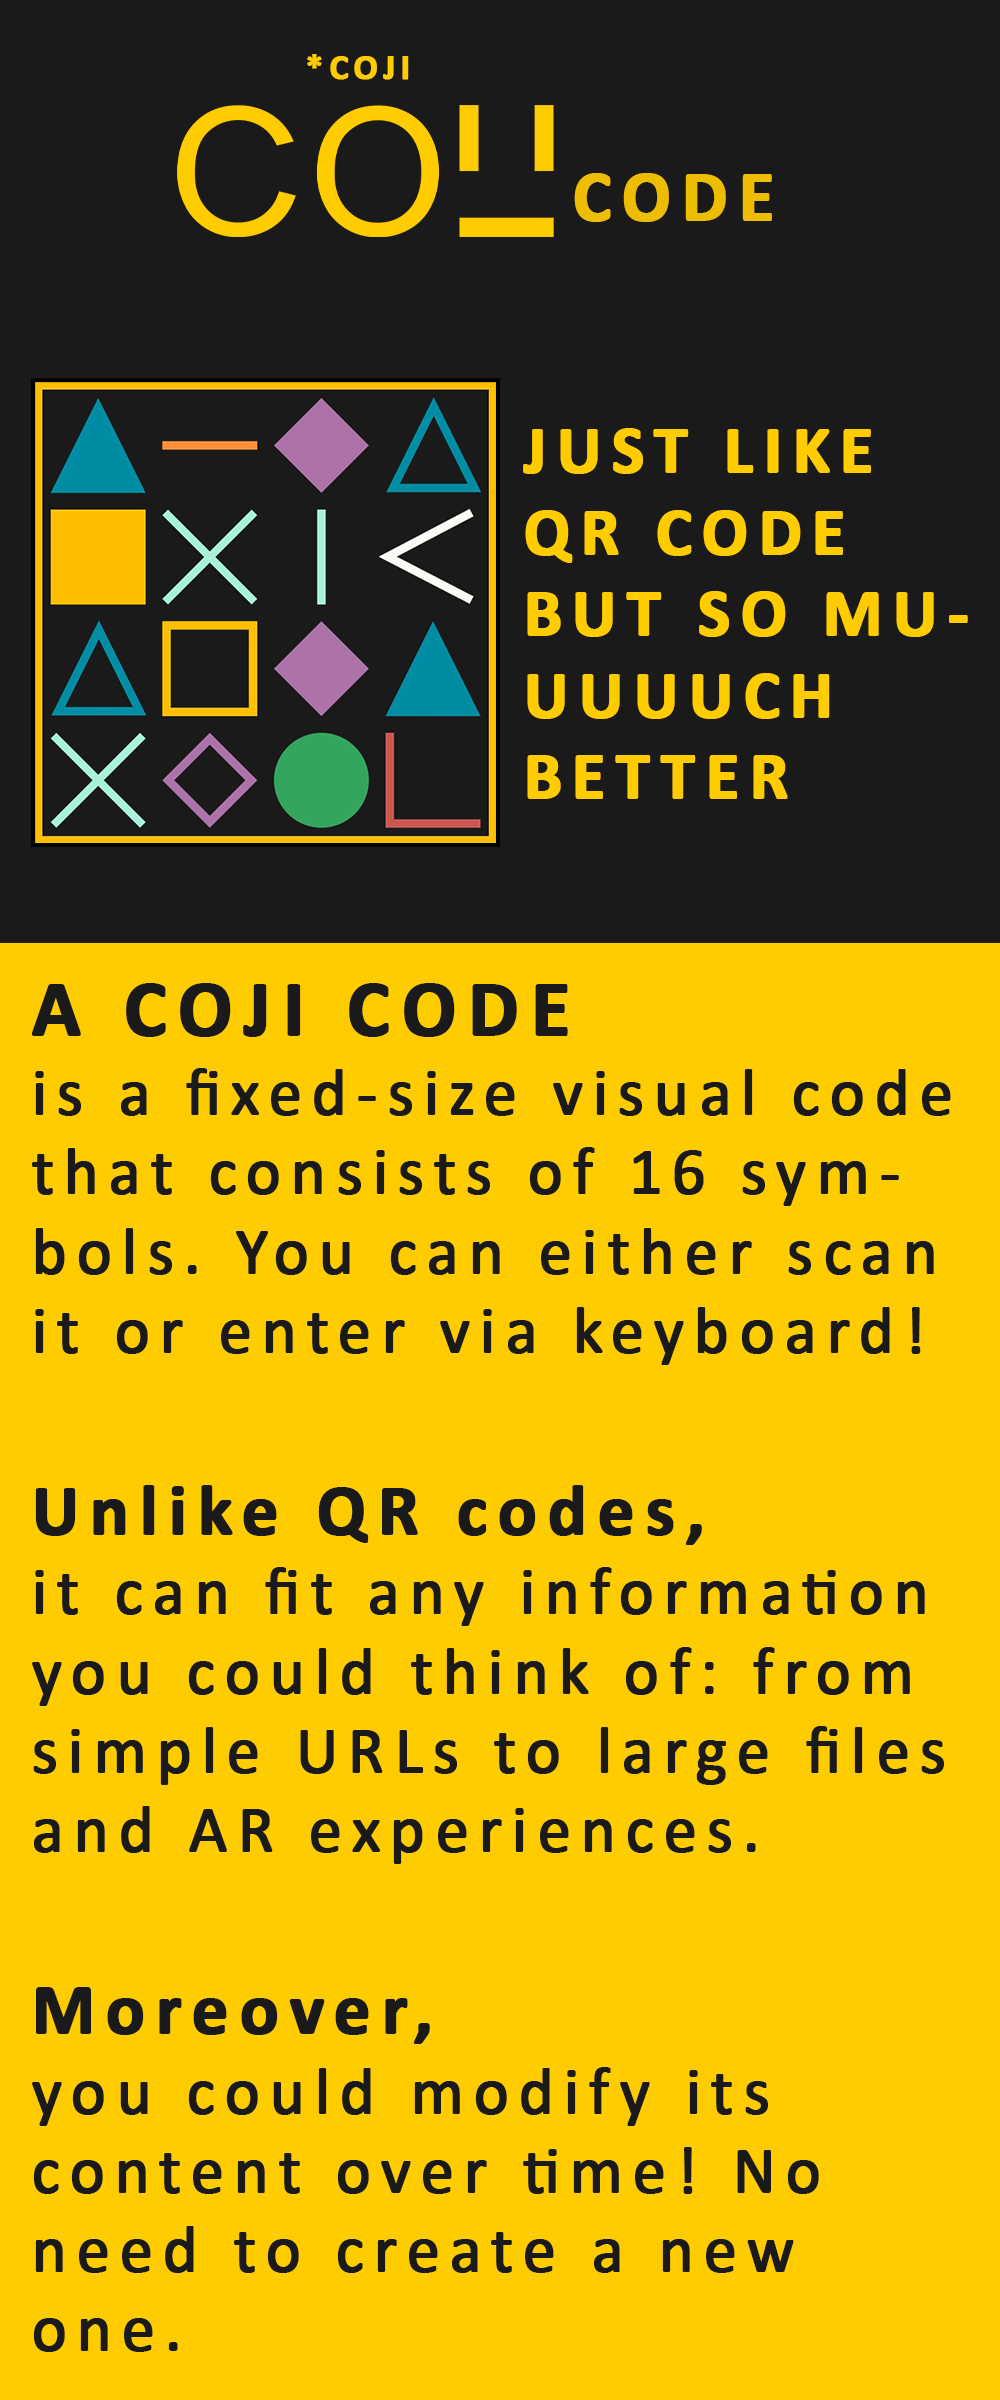 *COJI
COJI CODE
JUST LIKE
QR CODE
BUT SO MU-
UUUUCH
BETTER
A COJI CODE
is a fixed-size visual code
that consists of 16 sym-
bols. You can either scan
it or enter via keyboard!
Unlike QR codes,
it can fit any information
you could think of: from
simple URLs to large files
and AR experiences.
Moreover,
you could modify its
content over time! No
need to create a new
one.